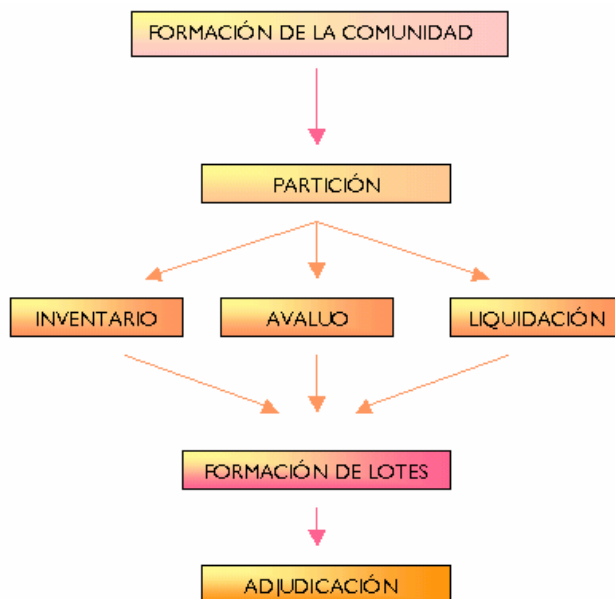 FORMACIÓN DE LA COMUNIDAD
PARTICIÓN
INVENTARIO
AVALUO
LIQUIDACIÓN
FORMACIÓN DE LOTES
ADJUDICACIÓN